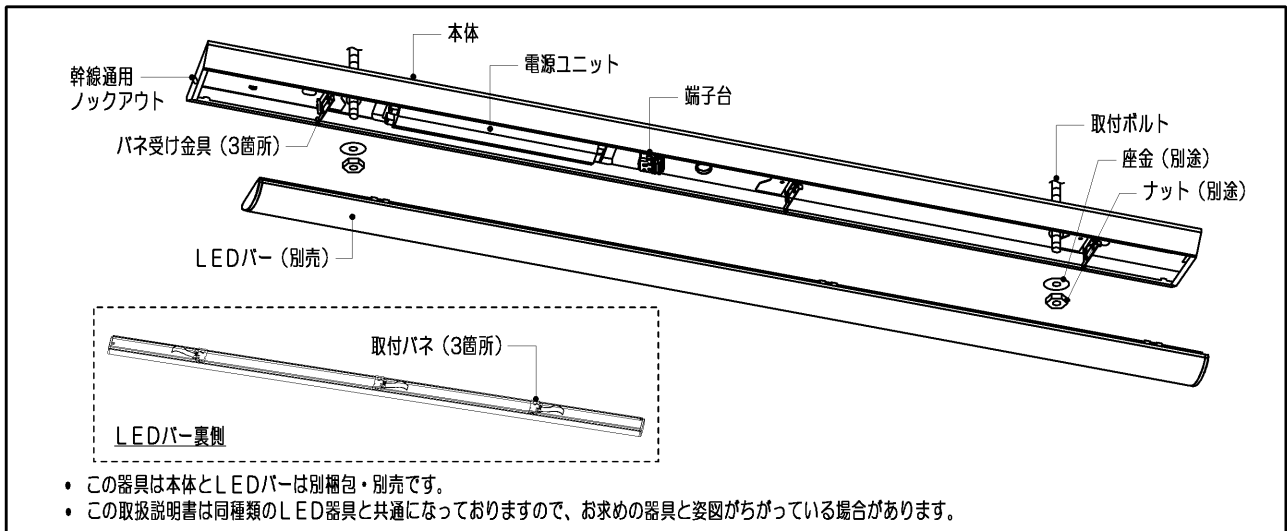 本体
電源ユニット
端子台
幹線通用
ノックアウト
バネ受け金具（3箇所）
取付ボルト
座金（別途）
ナット（別途）
LEDバー（別売）
取付バネ（3箇所）
LEDバー裏側
• この器具は本体とLEDバーは別梱包・別売です。
• この取扱説明書は同種類のLED器具と共通になっておりますので、お求めの器具と姿図がちがっている場合があります。